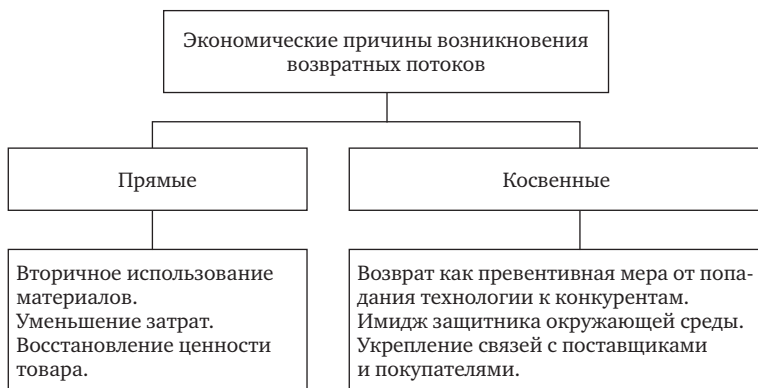 Экономические причины возникновения
возвратных потоков
Прямые
Косвенные
Вторичное использование
материалов.
Уменьшение затрат.
Восстановление ценности
товара.
Возврат как превентивная мера от попа-
дания технологии к конкурентам.
Имидж защитника окружающей среды.
Укрепление связей с поставщиками
и покупателями.